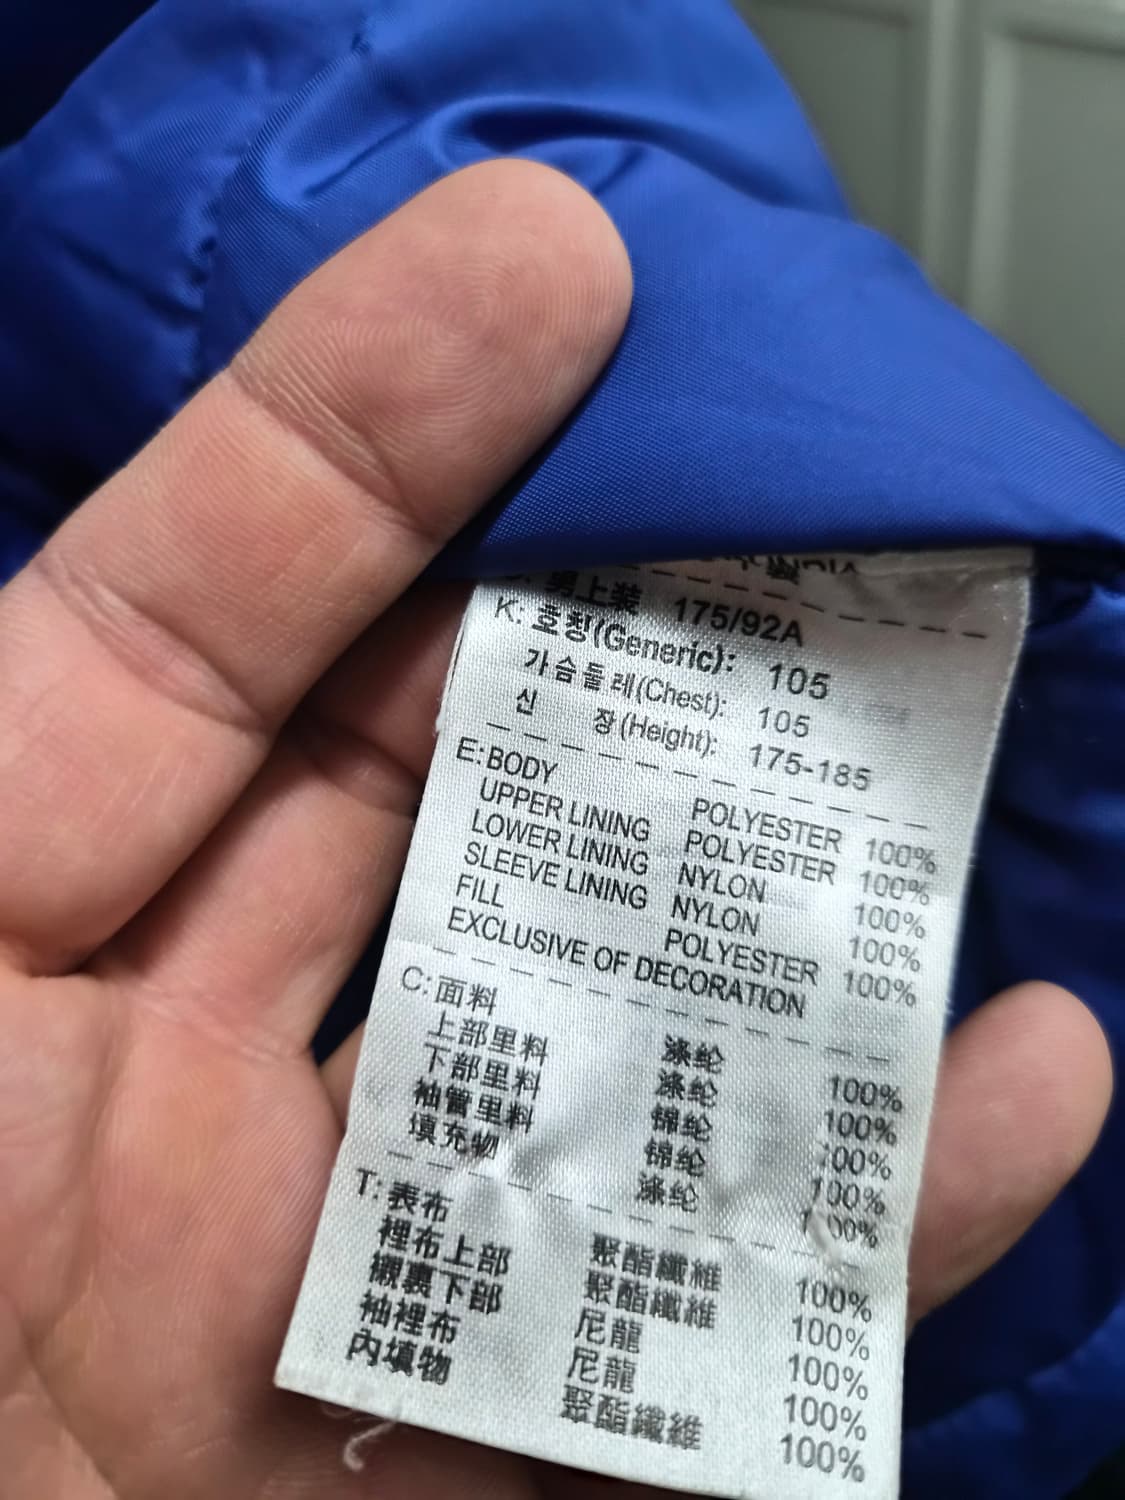 男上装 175/92A
K: 호칭(Generic): 105
가슴둘레(Chest): 105
신 장(Height): 175-185
E: BODY POLYESTER 100%
UPPER LINING POLYESTER 100%
LOWER LINING NYLON 100%
SLEEVE LINING NYLON 100%
FILL POLYESTER 100%
EXCLUSIVE OF DECORATION
C: 面料 涤纶 100%
上部里料 涤纶 100%
下部里料 锦纶 100%
袖管里料 锦纶 100%
填充物 涤纶 100%
T: 表布 聚酯纖維 100%
裡布上部 聚酯纖維 100%
襯裏下部 尼龍 100%
袖裡布 尼龍 100%
內填物 聚酯纖維 100%